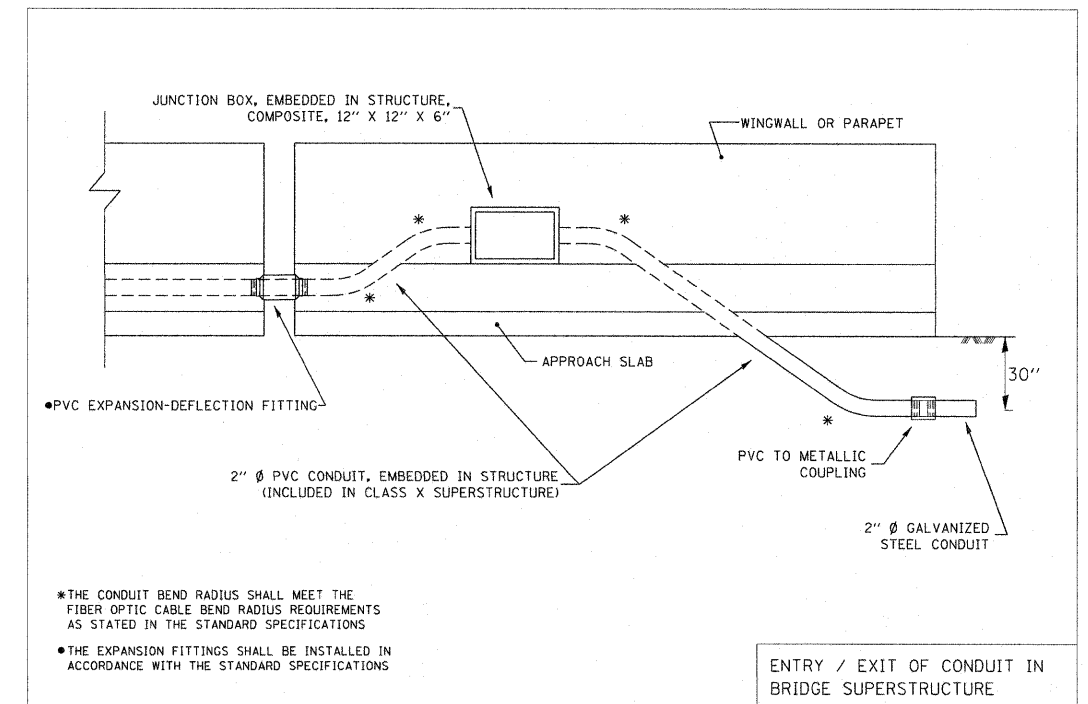 JUNCTION BOX, EMBEDDED IN STRUCTURE,
COMPOSITE, 12'' X 12'' X 6''
WINGWALL OR PARAPET
APPROACH SLAB
30''
●PVC EXPANSION-DEFLECTION FITTING
PVC TO METALLIC
COUPLING
2'' Ø PVC CONDUIT, EMBEDDED IN STRUCTURE
(INCLUDED IN CLASS X SUPERSTRUCTURE)
2'' Ø GALVANIZED
STEEL CONDUIT
*THE CONDUIT BEND RADIUS SHALL MEET THE
FIBER OPTIC CABLE BEND RADIUS REQUIREMENTS
AS STATED IN THE STANDARD SPECIFICATIONS
●THE EXPANSION FITTINGS SHALL BE INSTALLED IN
ACCORDANCE WITH THE STANDARD SPECIFICATIONS
ENTRY / EXIT OF CONDUIT IN
BRIDGE SUPERSTRUCTURE